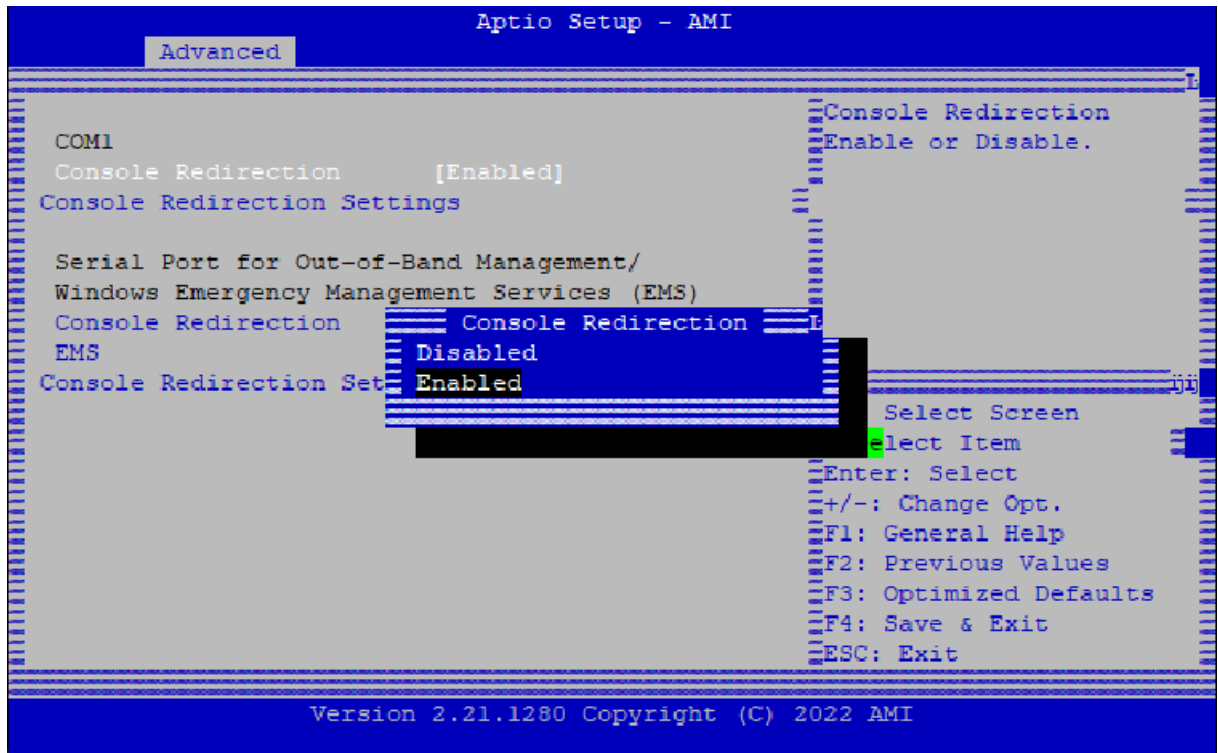 Aptio Setup - AMI
Advanced
COM1
Console Redirection [Enabled]
Console Redirection Settings
Serial Port for Out-of-Band Management/
Windows Emergency Management Services (EMS)
Console Redirection
EMS
Console Redirection Set
Console Redirection
Disabled
Enabled
Console Redirection
Enable or Disable.
Select Screen
elect Item
Enter: Select
+/-: Change Opt.
F1: General Help
F2: Previous Values
F3: Optimized Defaults
F4: Save & Exit
ESC: Exit
Version 2.21.1280 Copyright (C) 2022 AMI